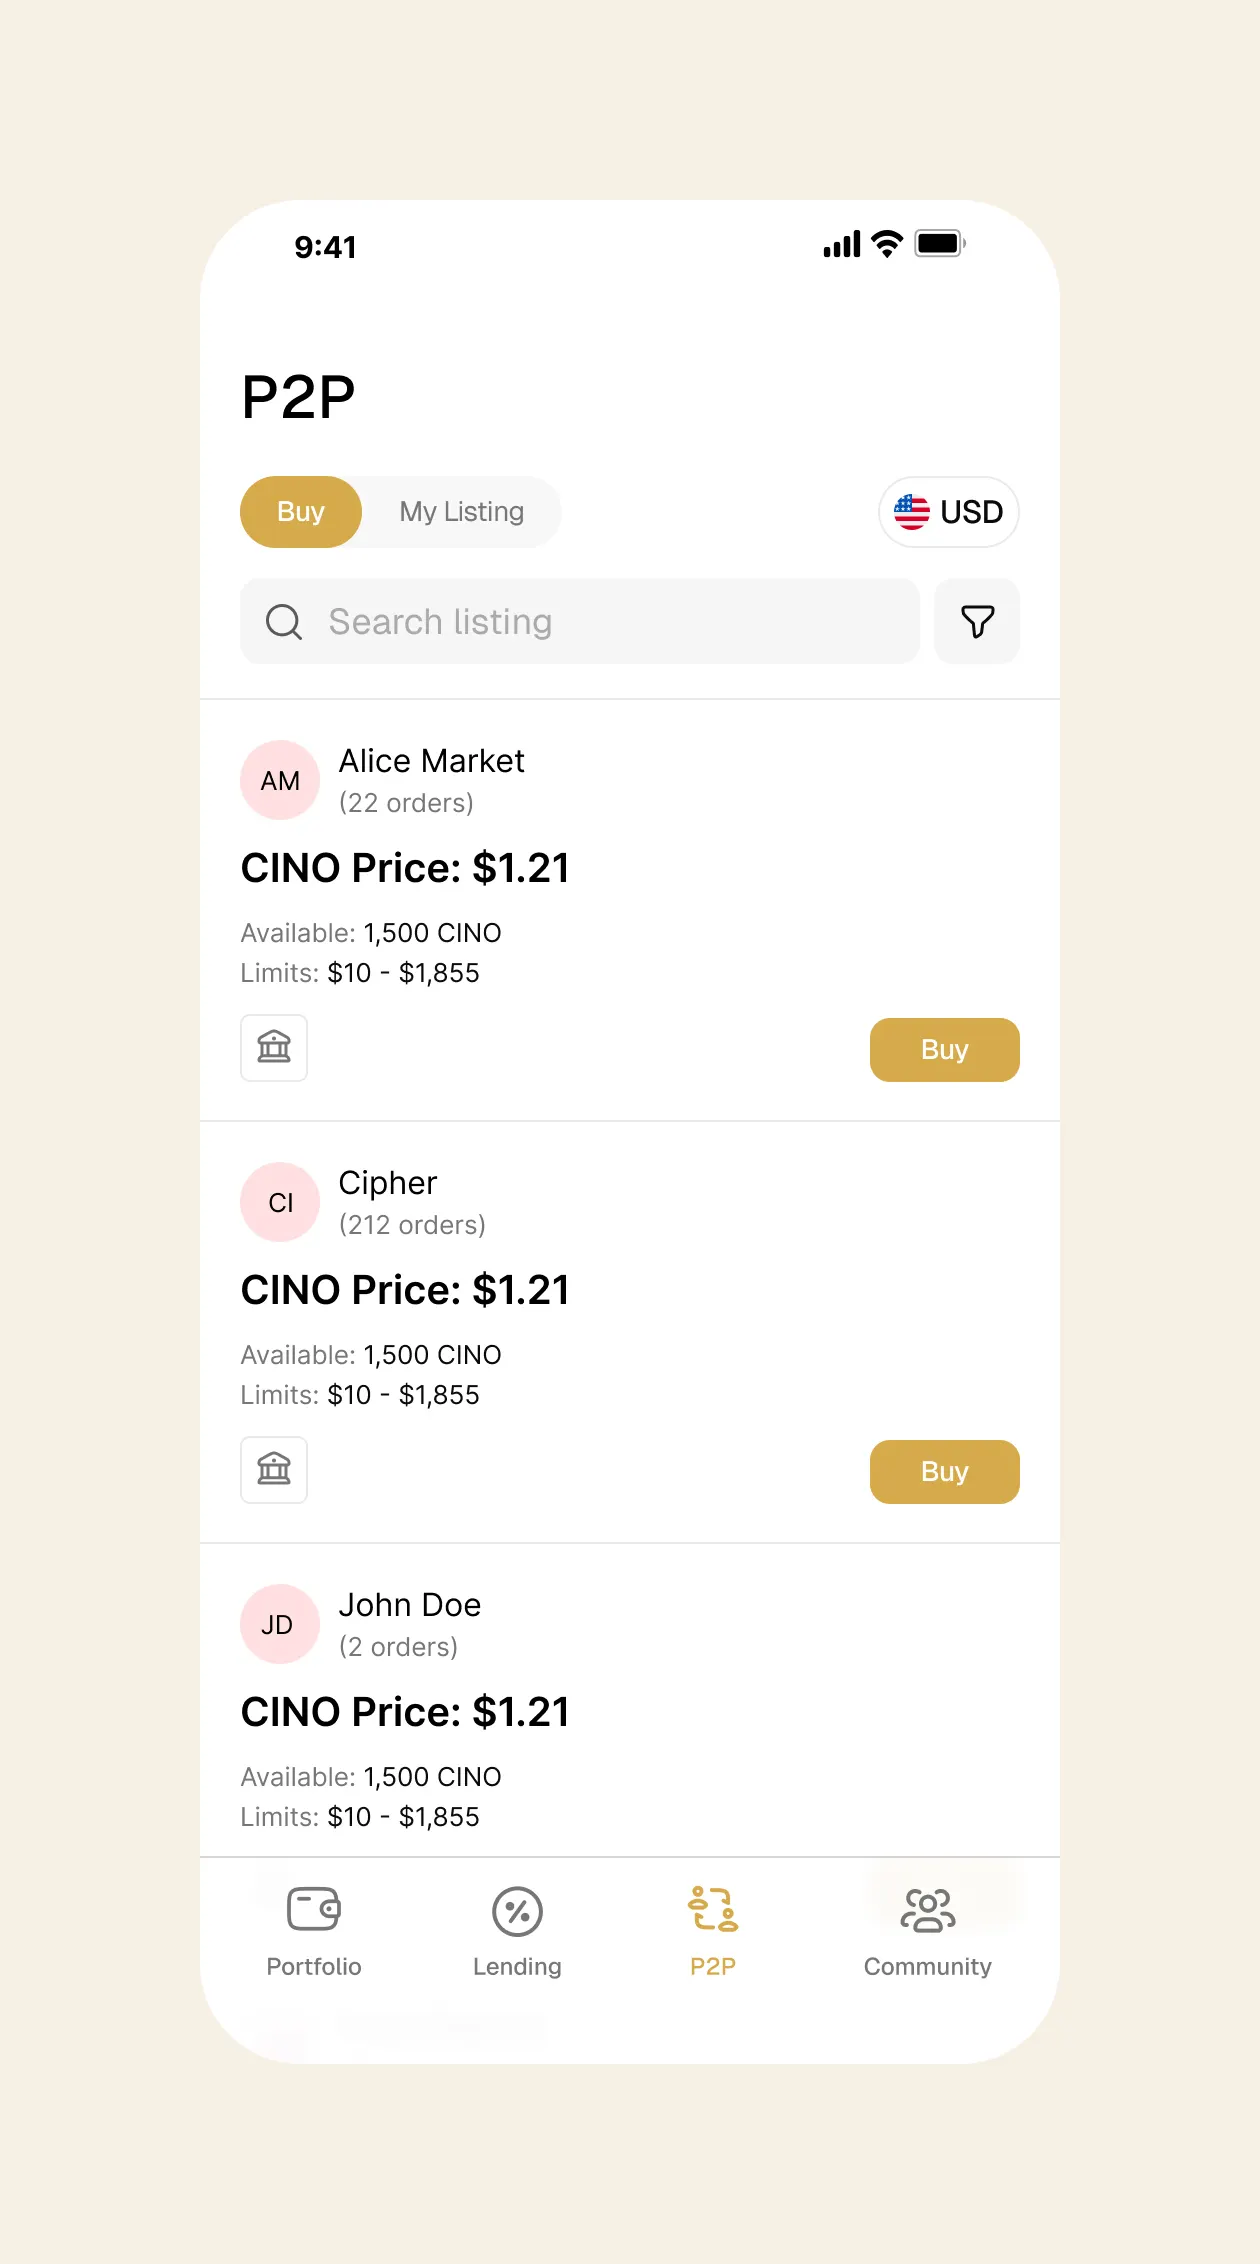 9:41
P2P
Buy
My Listing
USD
Search listing
AM
Alice Market
(22 orders)
CINO Price: $1.21
Available: 1,500 CINO
Limits: $10 - $1,855
Buy
CI
Cipher
(212 orders)
CINO Price: $1.21
Available: 1,500 CINO
Limits: $10 - $1,855
Buy
JD
John Doe
(2 orders)
CINO Price: $1.21
Available: 1,500 CINO
Limits: $10 - $1,855
Portfolio
Lending
P2P
Community